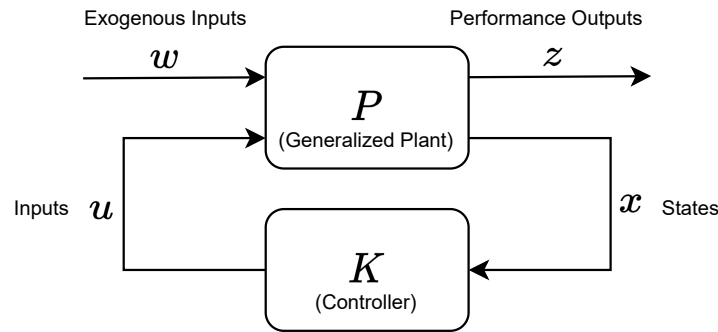 Exogenous Inputs
Performance Outputs
w
z
P
(Generalized Plant)
Inputs
u
x
States
K
(Controller)